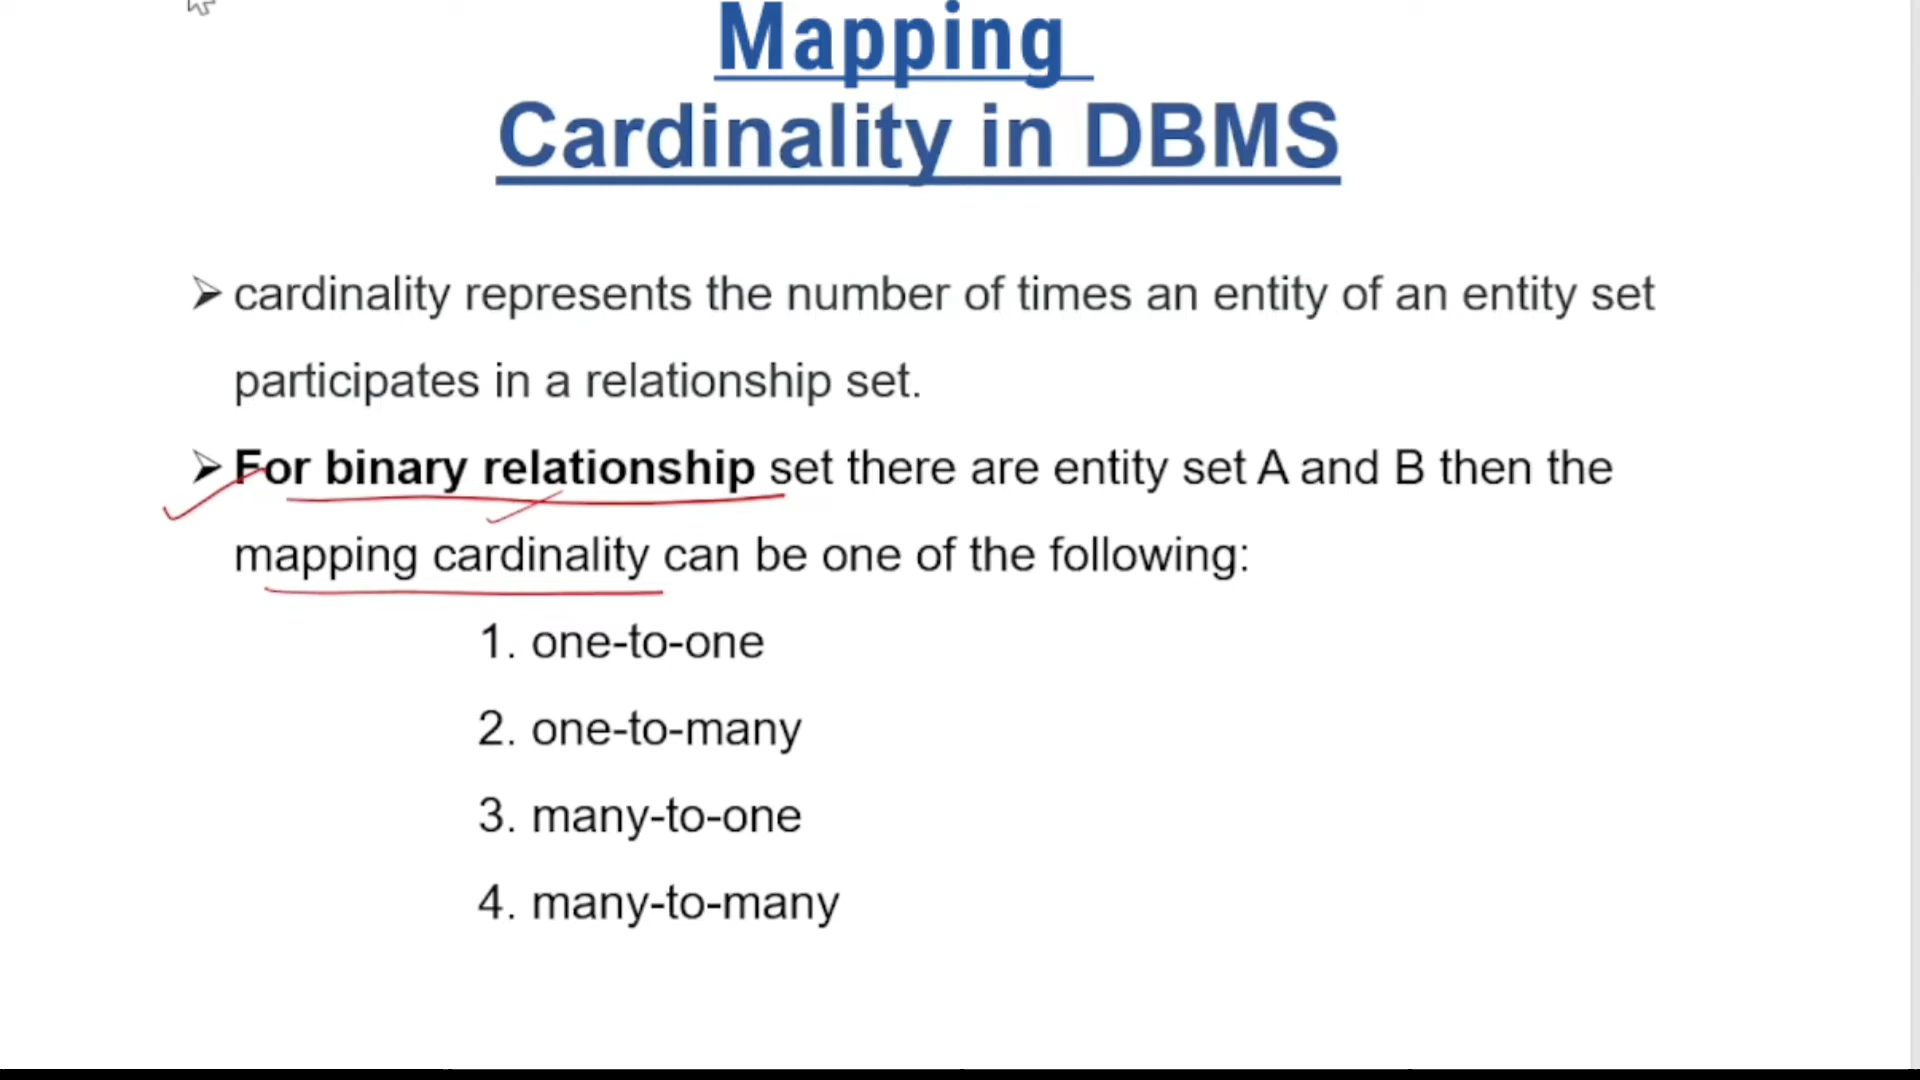 Mapping
Cardinality in DBMS
➢ cardinality represents the number of times an entity of an entity set
participates in a relationship set.
➢ For binary relationship set there are entity set A and B then the
mapping cardinality can be one of the following:
1. one-to-one
2. one-to-many
3. many-to-one
4. many-to-many